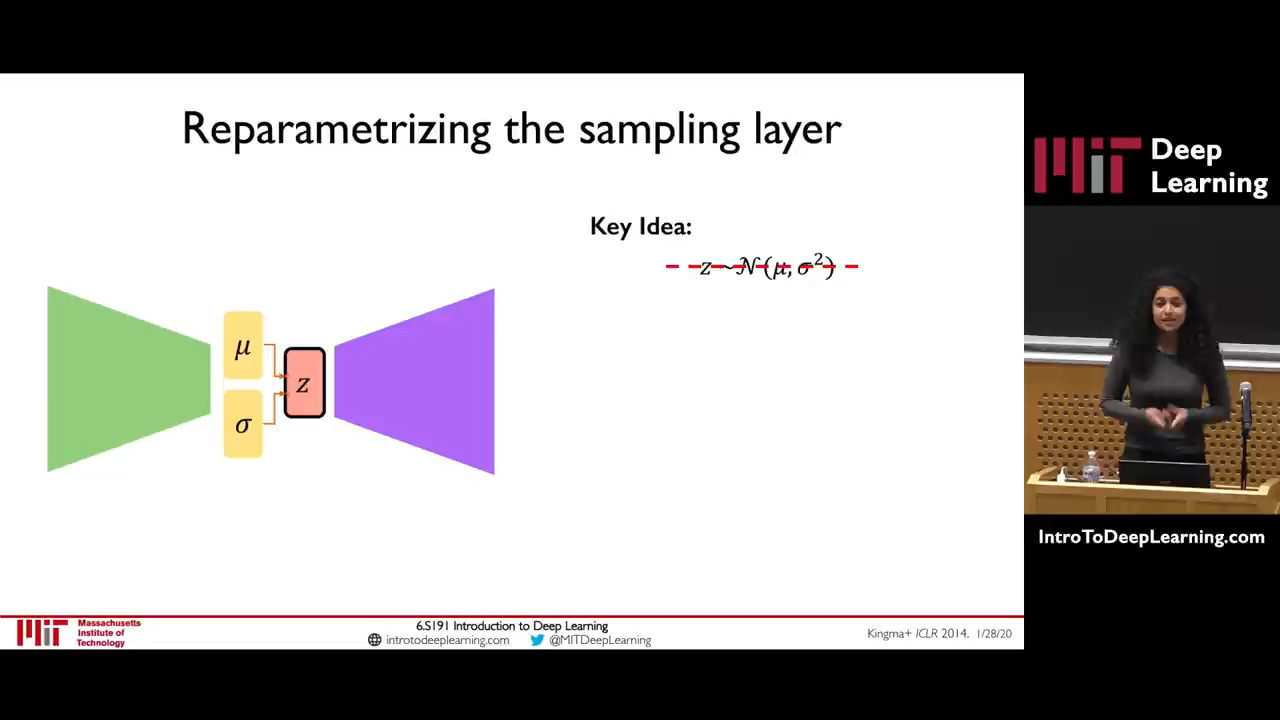 Reparametrizing the sampling layer
Key Idea:
z ~ 𝒩(μ, σ²)
μ
σ
z
Massachusetts
Institute of
Technology
6.S191 Introduction to Deep Learning
introtodeeplearning.com
@MITDeepLearning
Kingma+ ICLR 2014. 1/28/20
MIT
Deep
Learning
IntroToDeepLearning.com